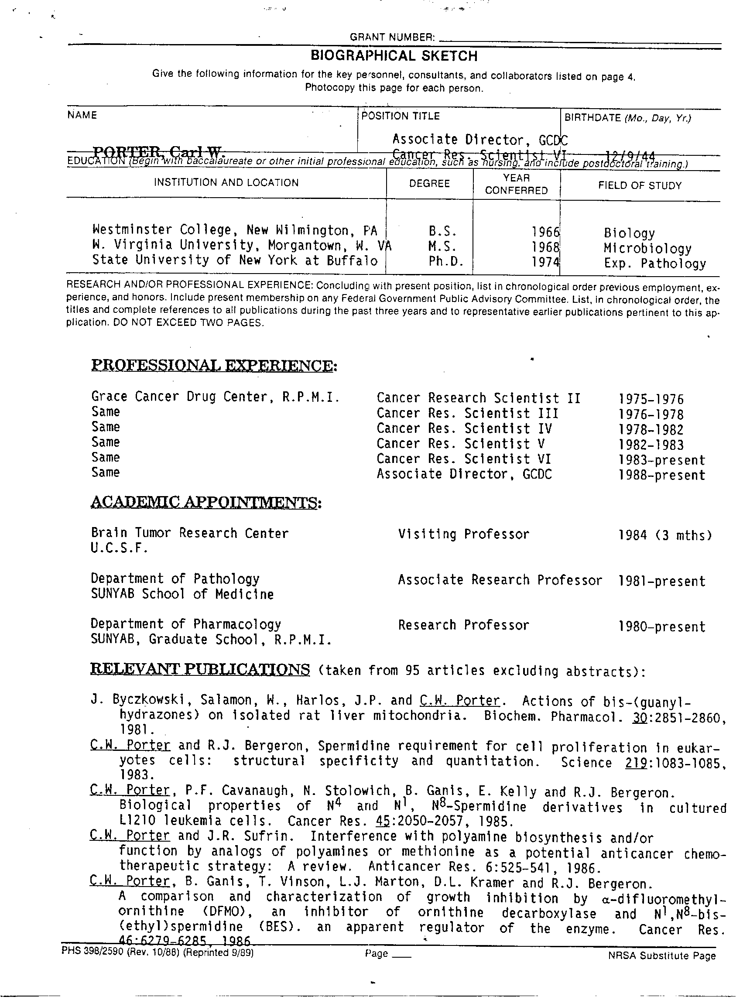 GRANT NUMBER:
BIOGRAPHICAL SKETCH
Give the following information for the key personnel, consultants, and collaborators listed on page 4.
Photocopy this page for each person.
NAME
POSITION TITLE
BIRTHDATE (Mo., Day, Yr.)
Associate Director, GCDC
PORTER, Carl W. Cancer Res. Scientist VI 12/9/44
EDUCATION (Begin with baccalaureate or other initial professional education, such as nursing, and include postdoctoral training.)
INSTITUTION AND LOCATION DEGREE YEAR CONFERRED FIELD OF STUDY
Westminster College, New Wilmington, PA B.S. 1966 Biology
W. Virginia University, Morgantown, W. VA M.S. 1968 Microbiology
State University of New York at Buffalo Ph.D. 1974 Exp. Pathology
RESEARCH AND/OR PROFESSIONAL EXPERIENCE: Concluding with present position, list in chronological order previous employment, ex-
perience, and honors. Include present membership on any Federal Government Public Advisory Committee. List, in chronological order, the
titles and complete references to all publications during the past three years and to representative earlier publications pertinent to this ap-
plication. DO NOT EXCEED TWO PAGES.
PROFESSIONAL EXPERIENCE:
Grace Cancer Drug Center, R.P.M.I. Cancer Research Scientist II 1975-1976
Same Cancer Res. Scientist III 1976-1978
Same Cancer Res. Scientist IV 1978-1982
Same Cancer Res. Scientist V 1982-1983
Same Cancer Res. Scientist VI 1983-present
Same Associate Director, GCDC 1988-present
ACADEMIC APPOINTMENTS:
Brain Tumor Research Center Visiting Professor 1984 (3 mths)
U.C.S.F.
Department of Pathology Associate Research Professor 1981-present
SUNYAB School of Medicine
Department of Pharmacology Research Professor 1980-present
SUNYAB, Graduate School, R.P.M.I.
RELEVANT PUBLICATIONS (taken from 95 articles excluding abstracts):
J. Byczkowski, Salamon, W., Harlos, J.P. and C.W. Porter. Actions of bis-(guanyl-
hydrazones) on isolated rat liver mitochondria. Biochem. Pharmacol. 30:2851-2860,
1981.
C.W. Porter and R.J. Bergeron, Spermidine requirement for cell proliferation in eukar-
yotes cells: structural specificity and quantitation. Science 219:1083-1085,
1983.
C.W. Porter, P.F. Cavanaugh, N. Stolowich, B. Ganis, E. Kelly and R.J. Bergeron.
Biological properties of N4 and N1, N8-Spermidine derivatives in cultured
L1210 leukemia cells. Cancer Res. 45:2050-2057, 1985.
C.W. Porter and J.R. Sufrin. Interference with polyamine biosynthesis and/or
function by analogs of polyamines or methionine as a potential anticancer chemo-
therapeutic strategy: A review. Anticancer Res. 6:525-541, 1986.
C.W. Porter, B. Ganis, T. Vinson, L.J. Marton, D.L. Kramer and R.J. Bergeron.
A comparison and characterization of growth inhibition by α-difluoromethyl-
ornithine (DFMO), an inhibitor of ornithine decarboxylase and N1,N8-bis-
(ethyl)spermidine (BES). an apparent regulator of the enzyme. Cancer Res.
46:6279-6285, 1986.
PHS 398/2590 (Rev. 10/88) (Reprinted 9/89) Page NRSA Substitute Page